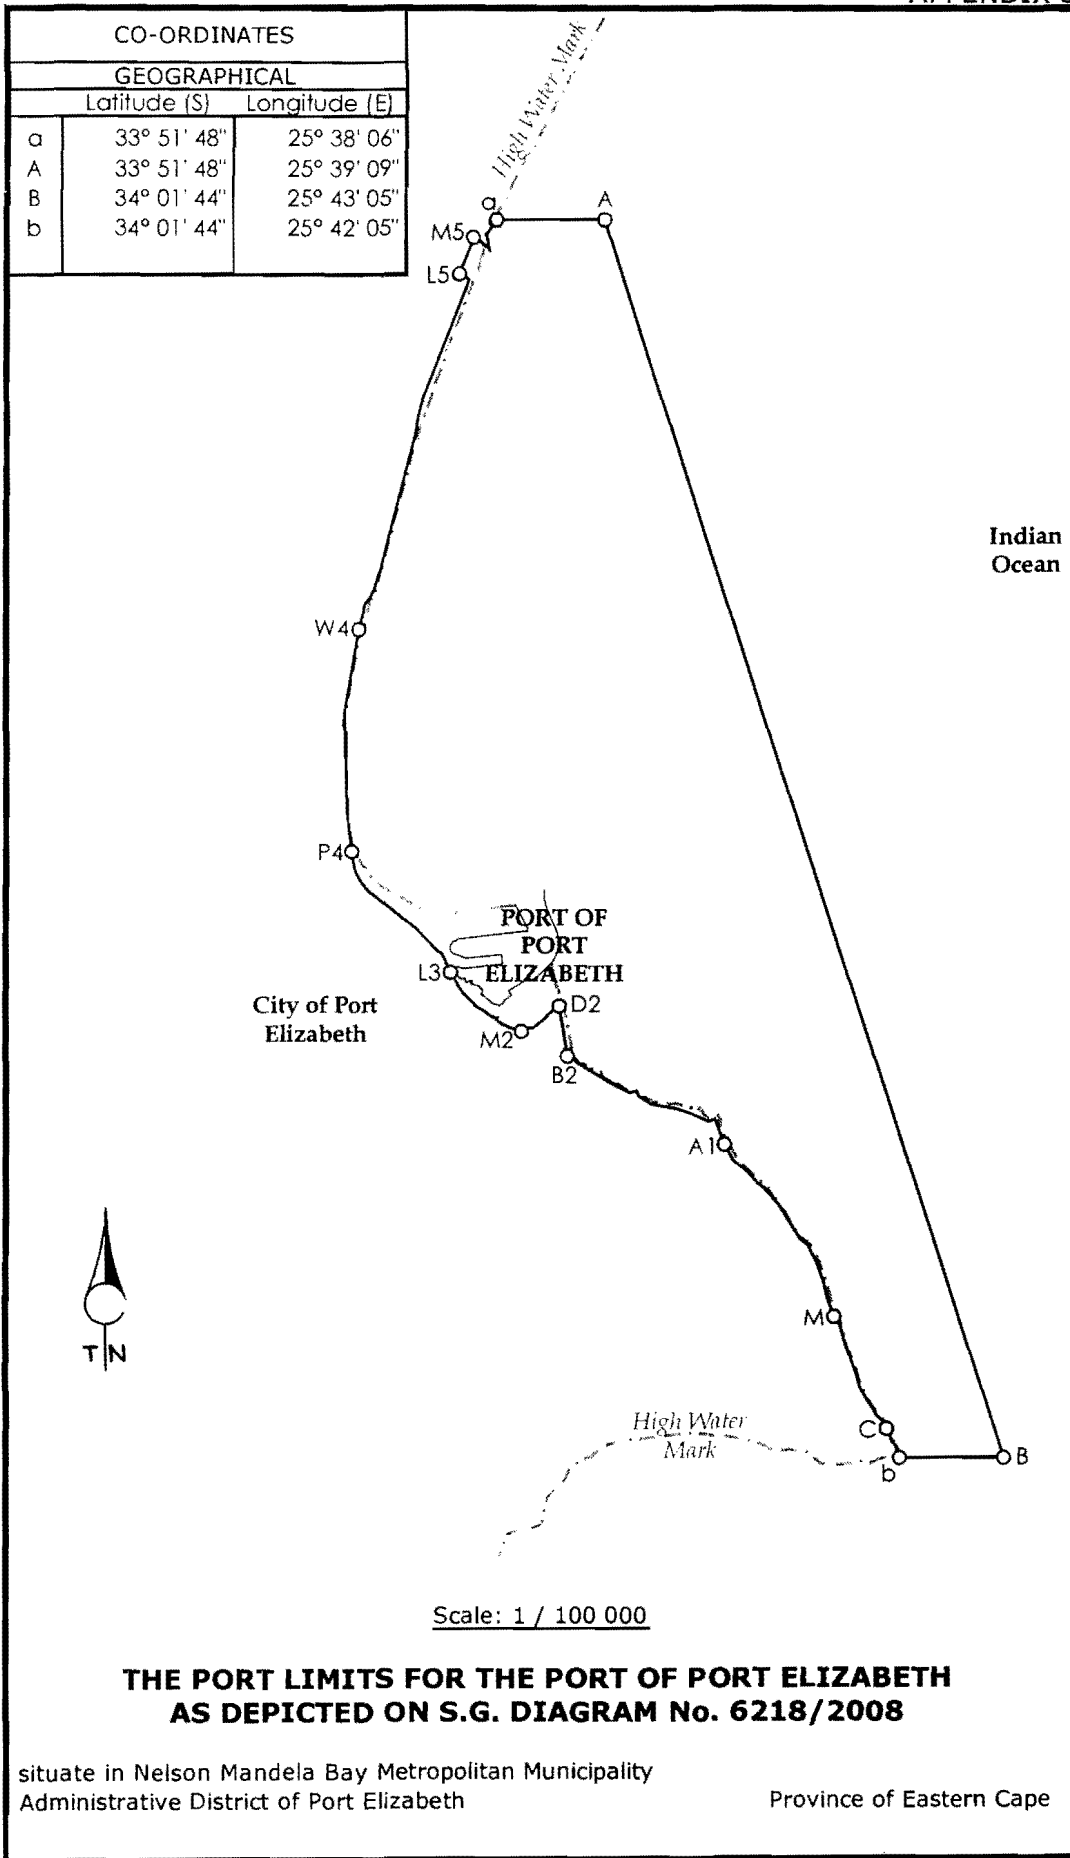 CO-ORDINATES
GEOGRAPHICAL
Latitude (S) Longitude (E)
a 33° 51' 48" 25° 38' 06"
A 33° 51' 48" 25° 39' 09"
B 34° 01' 44" 25° 43' 05"
b 34° 01' 44" 25° 42' 05"
High Water Mark
a
A
M5
L5
Indian
Ocean
W4
P4
PORT OF
PORT
ELIZABETH
L3
City of Port
Elizabeth
D2
M2
B2
A1
M
T N
C
High Water
Mark
b
B
Scale: 1 / 100 000
THE PORT LIMITS FOR THE PORT OF PORT ELIZABETH
AS DEPICTED ON S.G. DIAGRAM No. 6218/2008
situate in Nelson Mandela Bay Metropolitan Municipality
Administrative District of Port Elizabeth
Province of Eastern Cape